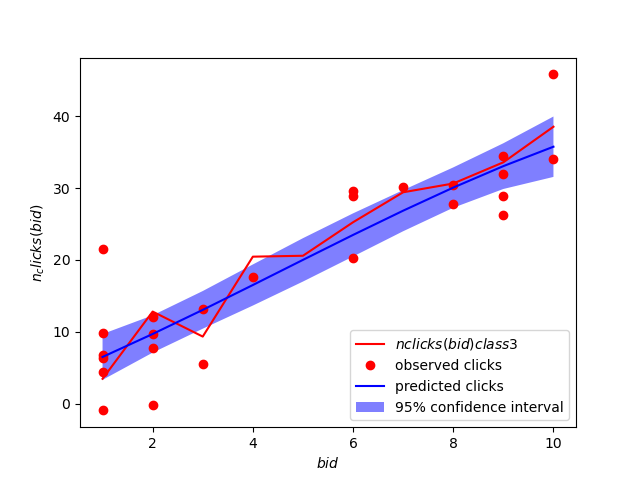 40
30
20
10
0
n_clicks(bid)
nclicks(bid)class3
observed clicks
predicted clicks
95% confidence interval
2 4 6 8 10
bid